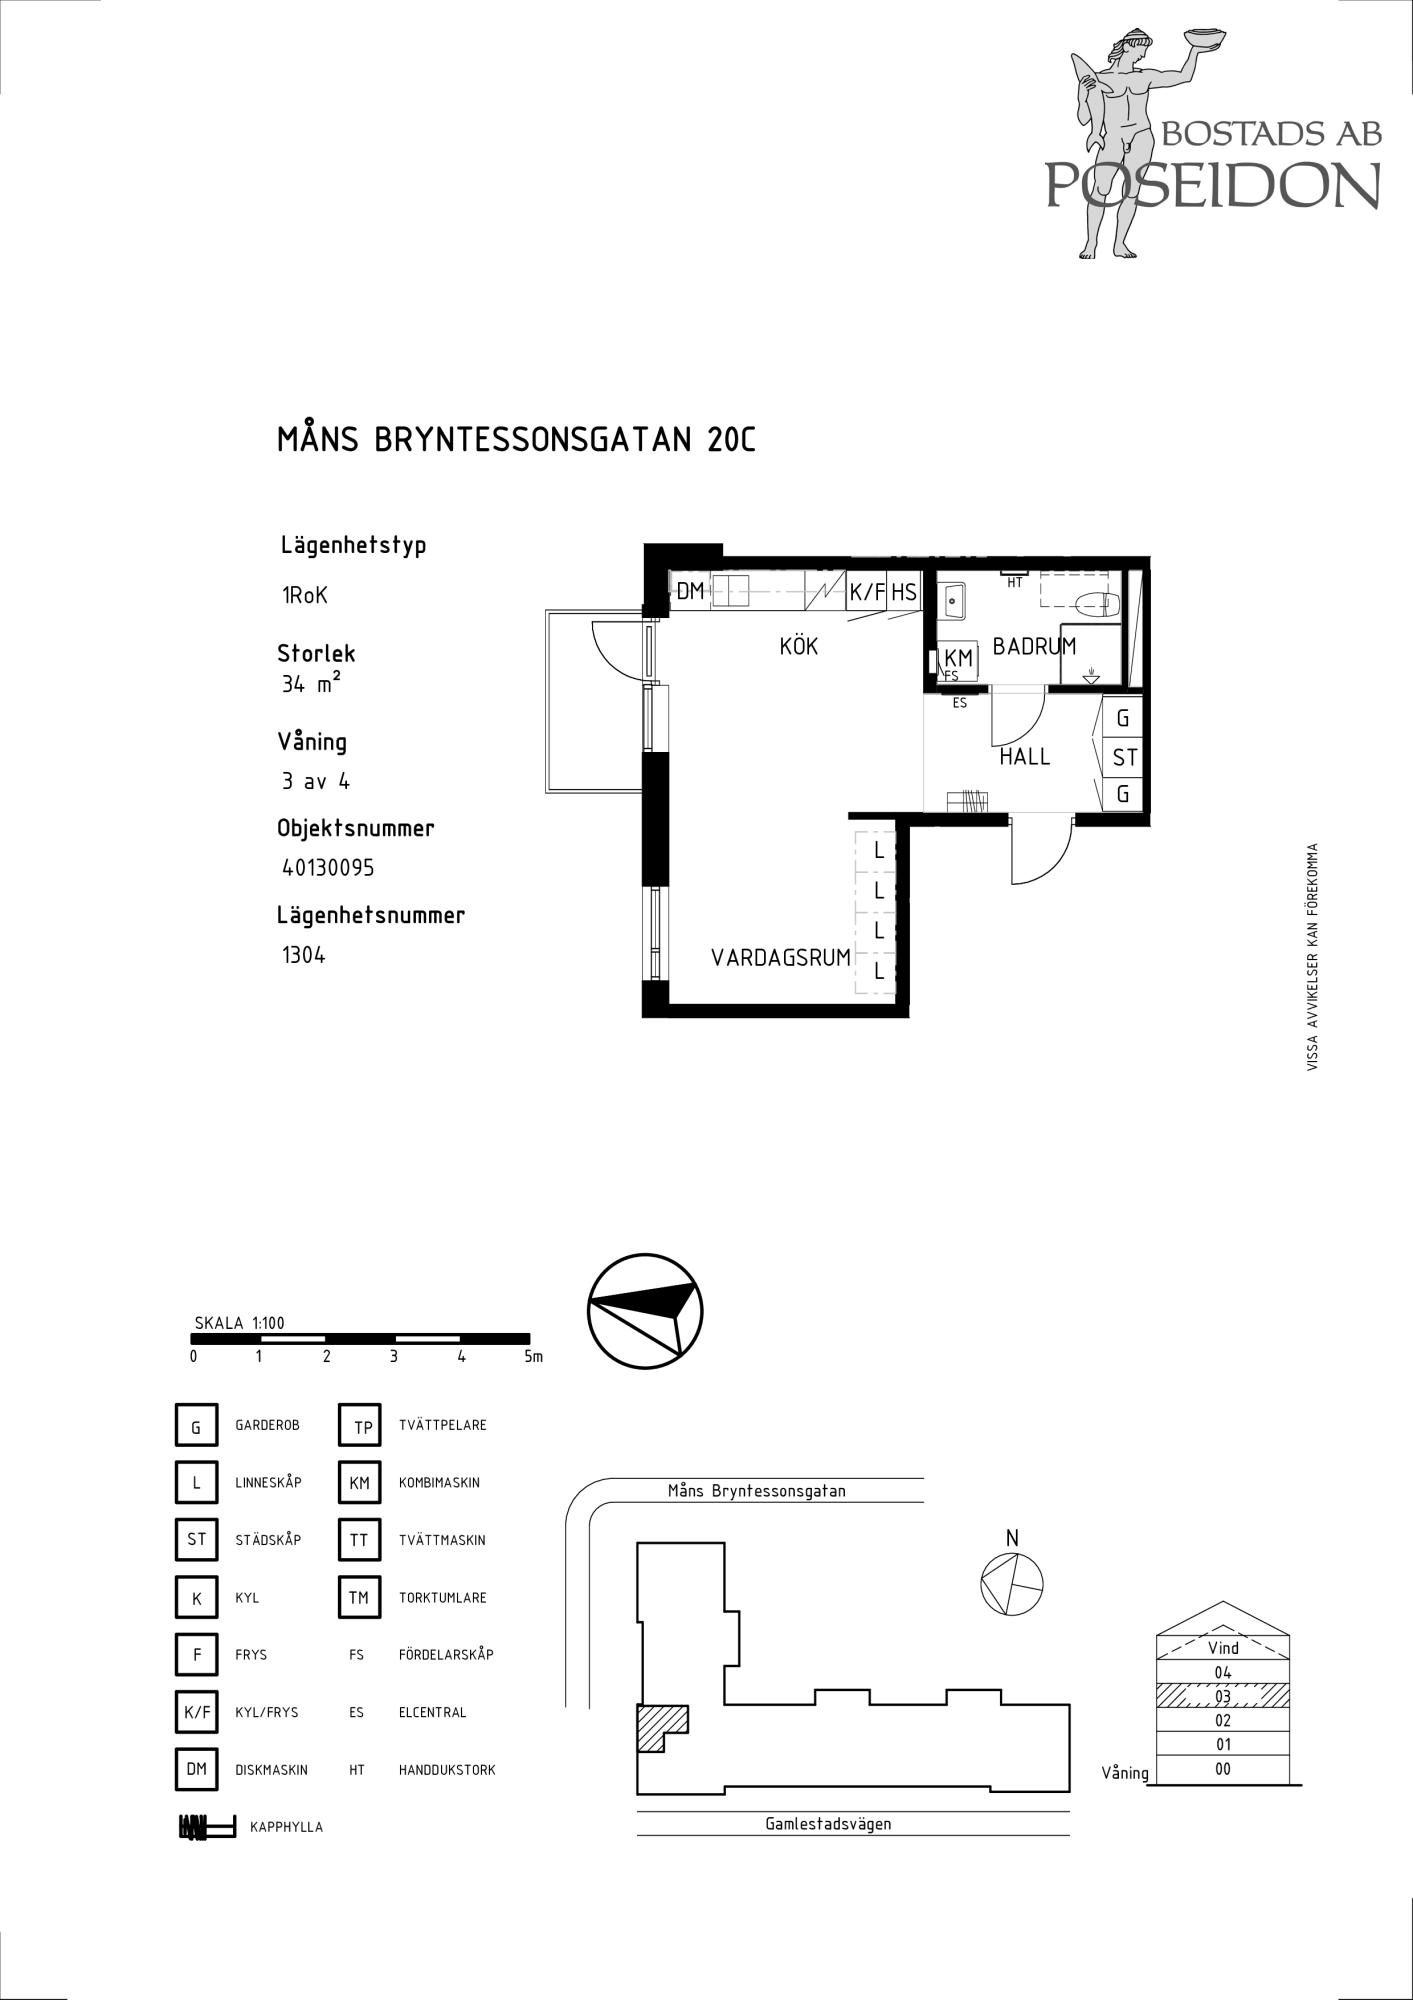 BOSTADS AB
POSEIDON
MÅNS BRYNTESSONSGATAN 20C
Lägenhetstyp
1RoK
Storlek
34 m²
Våning
3 av 4
Objektsnummer
40130095
Lägenhetsnummer
1304
DM
K/F
HS
HT
KÖK
BADRUM
KM
FS
ES
G
HALL
ST
G
L
L
L
L
VARDAGSRUM
VISSA AVVIKELSER KAN FÖREKOMMA
SKALA 1:100
0 1 2 3 4 5m
G GARDEROB
TP TVÄTTPELARE
L LINNESKÅP
KM KOMBIMASKIN
ST STÄDSKÅP
TT TVÄTTMASKIN
K KYL
TM TORKTUMLARE
F FRYS
FS FÖRDELARSKÅP
K/F KYL/FRYS
ES ELCENTRAL
DM DISKMASKIN
HT HANDDUKSTORK
KAPPHYLLA
Måns Bryntessonsgatan
N
Gamlestadsvägen
Vind
04
03
02
01
Våning 00